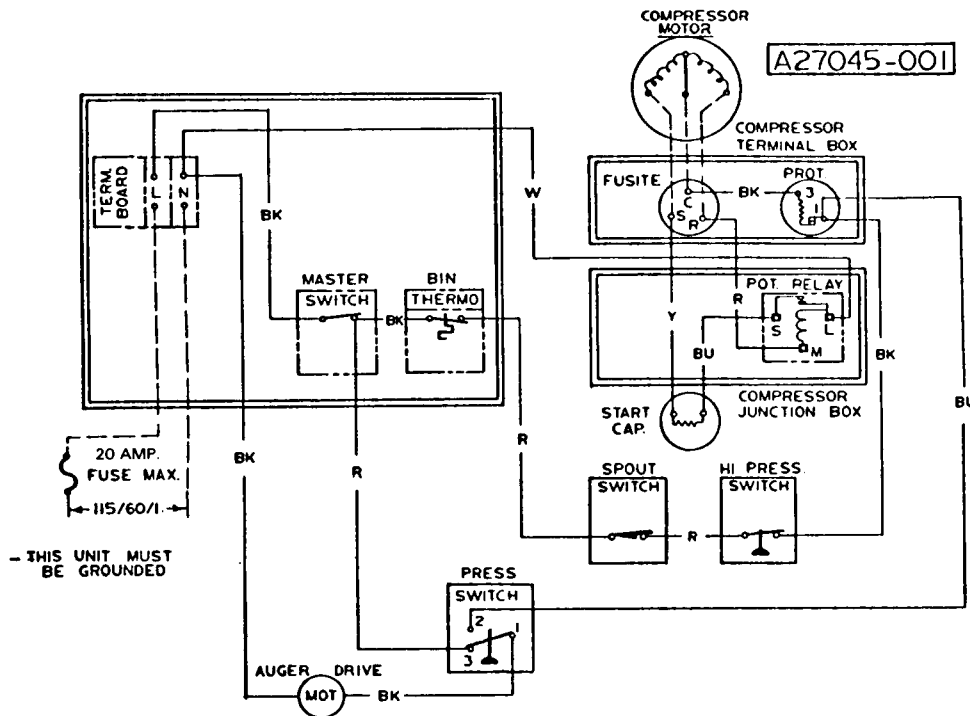 COMPRESSOR
MOTOR
A27045-001
COMPRESSOR
TERMINAL BOX
TERM.
BOARD
L
N
W
FUSITE
C
S
R
BK
PROT.
3
1
BK
MASTER
SWITCH
BIN
THERMO
BK
POT. RELAY
S
L
M
Y
R
BU
BK
BU
START
CAP.
COMPRESSOR
JUNCTION BOX
20 AMP.
FUSE MAX.
115/60/1.
BK
R
R
SPOUT
SWITCH
HI PRESS.
SWITCH
R
- THIS UNIT MUST
BE GROUNDED
PRESS
SWITCH
2
1
3
AUGER DRIVE
MOT
BK